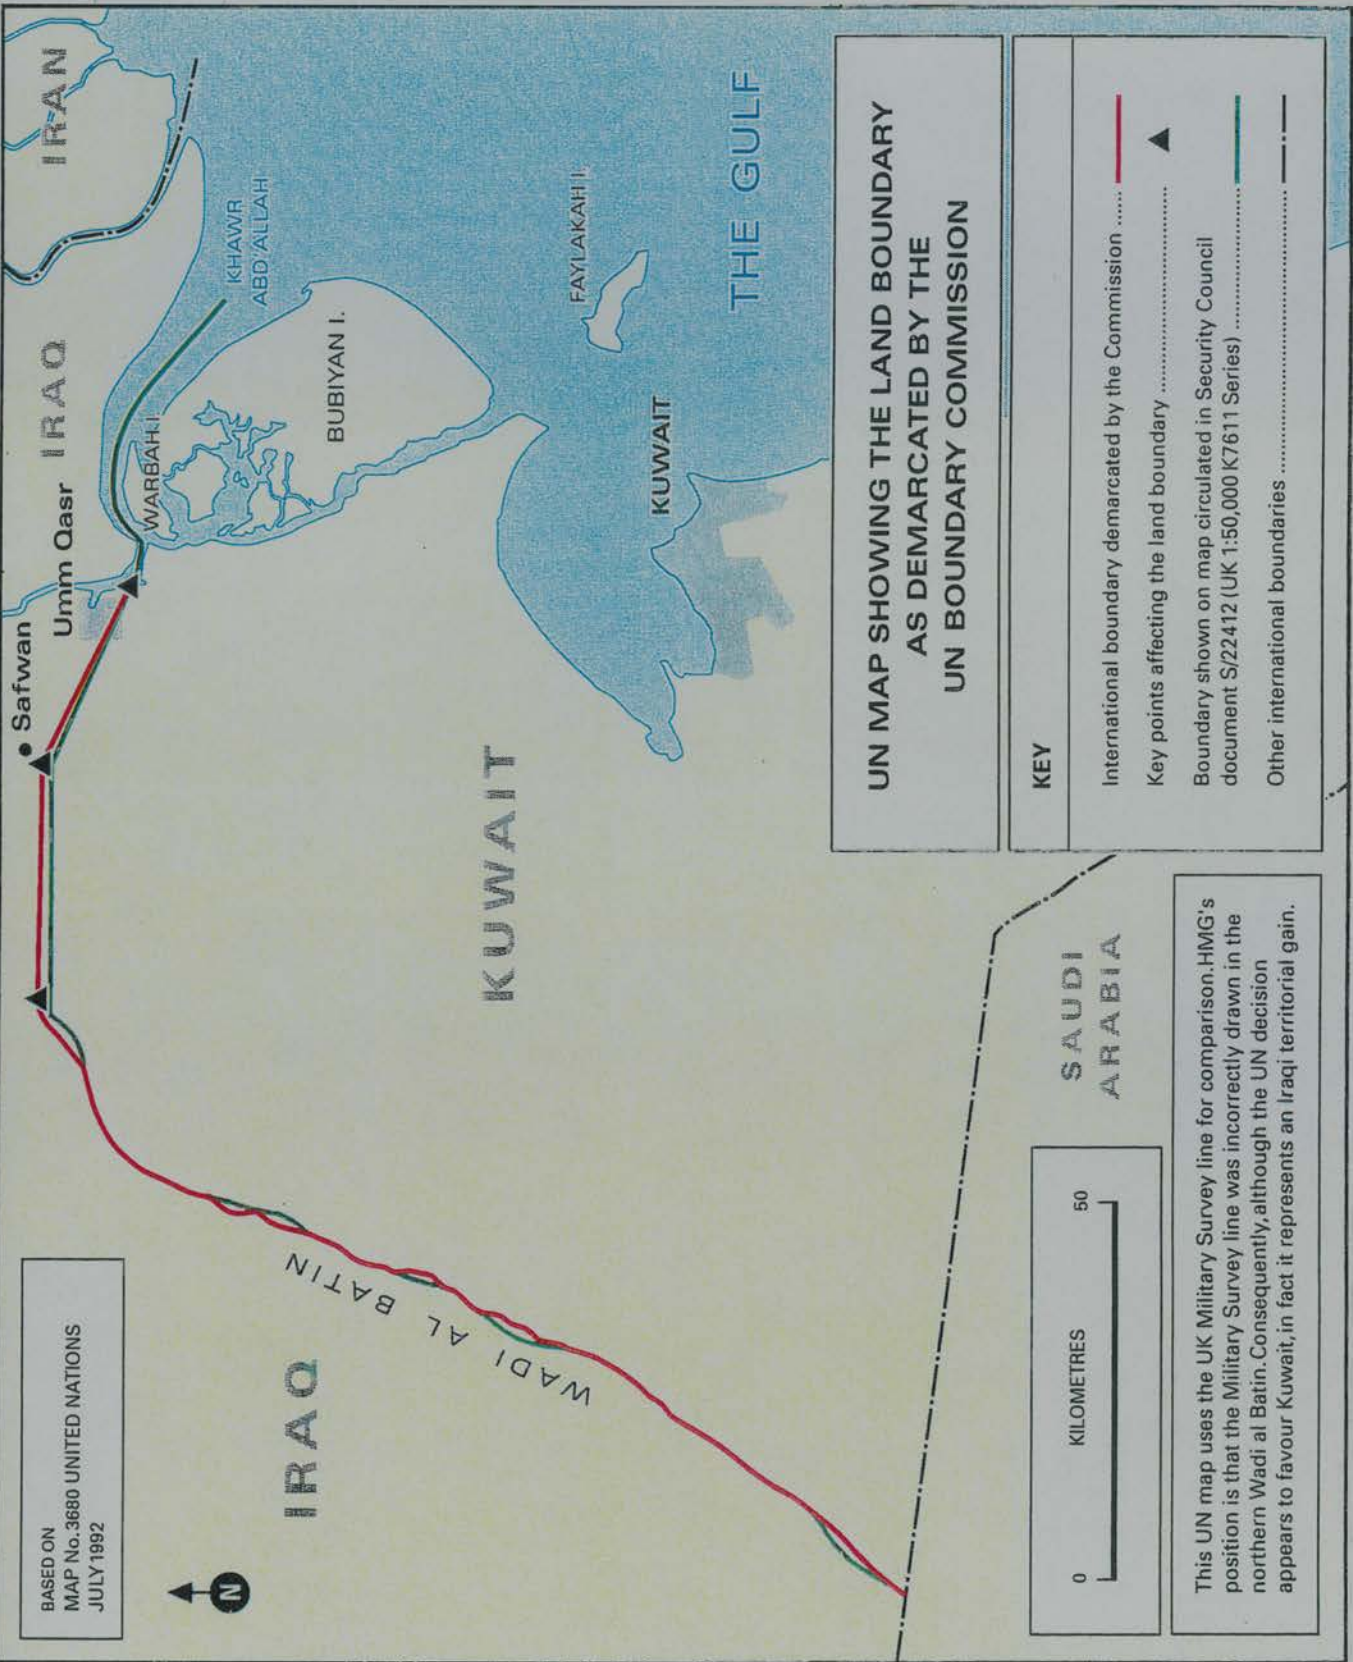 BASED ON
MAP No. 3680 UNITED NATIONS
JULY 1992
N
IRAQ
WADI AL BATIN
Safwan
Umm Qasr
IRAQ
IRAN
WARBAH I.
KHAWR
ABD ALLAH
BUBIYAN I.
FAYLAKAH I.
KUWAIT
KUWAIT
THE GULF
SAUDI
ARABIA
0 KILOMETRES 50
This UN map uses the UK Military Survey line for comparison.HMG's
position is that the Military Survey line was incorrectly drawn in the
northern Wadi al Batin.Consequently,although the UN decision
appears to favour Kuwait,in fact it represents an Iraqi territorial gain.
UN MAP SHOWING THE LAND BOUNDARY
AS DEMARCATED BY THE
UN BOUNDARY COMMISSION
KEY
International boundary demarcated by the Commission ......
Key points affecting the land boundary ..............................
Boundary shown on map circulated in Security Council
document S/22412 (UK 1:50,000 K7611 Series) ......................
Other international boundaries ..........................................